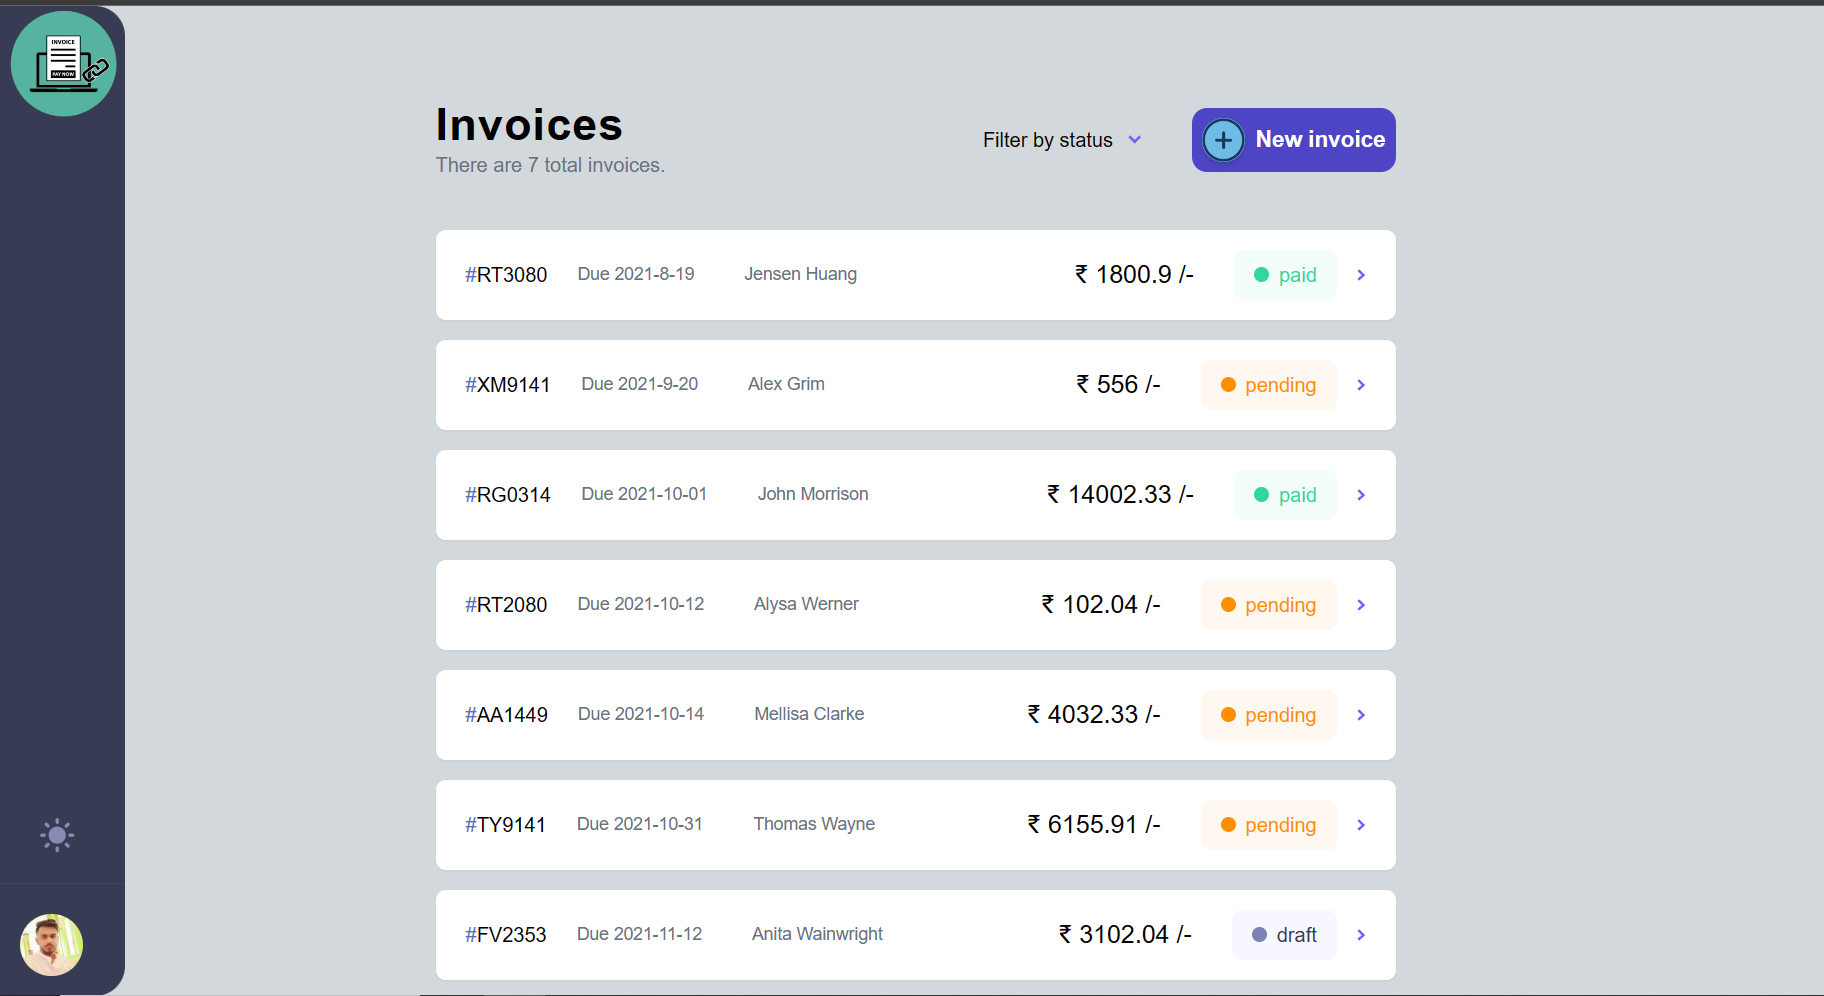 INVOICE
PAY NOW
Invoices
There are 7 total invoices.
Filter by status
New invoice
#RT3080 Due 2021-8-19 Jensen Huang ₹ 1800.9 /- paid
#XM9141 Due 2021-9-20 Alex Grim ₹ 556 /- pending
#RG0314 Due 2021-10-01 John Morrison ₹ 14002.33 /- paid
#RT2080 Due 2021-10-12 Alysa Werner ₹ 102.04 /- pending
#AA1449 Due 2021-10-14 Mellisa Clarke ₹ 4032.33 /- pending
#TY9141 Due 2021-10-31 Thomas Wayne ₹ 6155.91 /- pending
#FV2353 Due 2021-11-12 Anita Wainwright ₹ 3102.04 /- draft